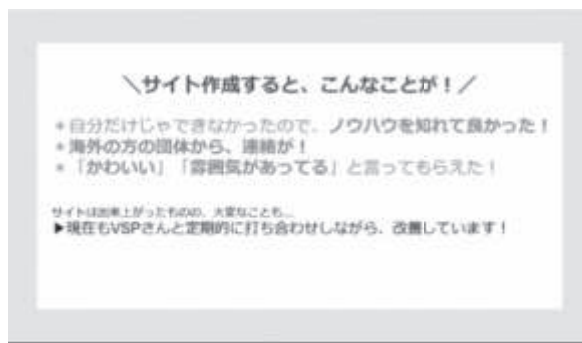 ＼サイト作成すると、こんなことが！／
＊自分だけじゃできなかったので、ノウハウを知れて良かった！
＊海外の方の団体から、連絡が！
＊「かわいい」「雰囲気があってる」と言ってもらえた！
サイトは出来上がったものの、大変なことも...
▶現在もVSPさんと定期的に打ち合わせしながら、改善しています！